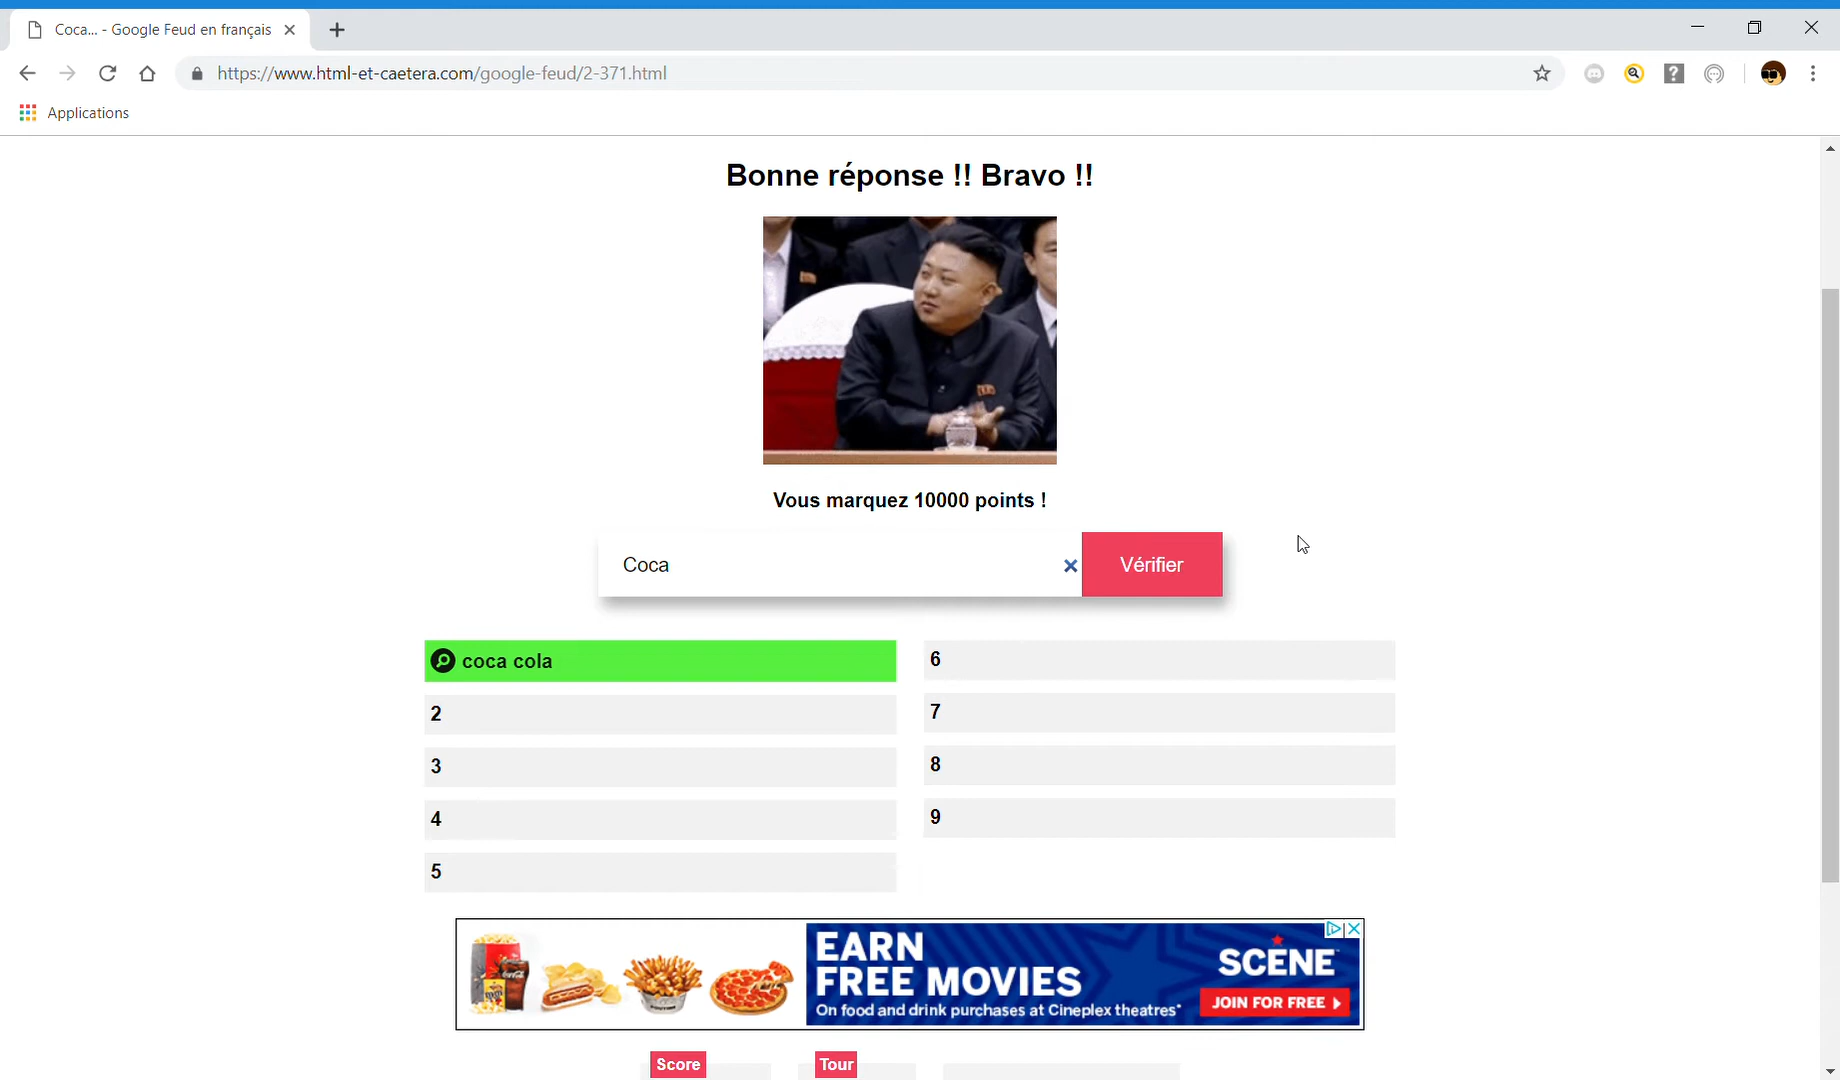 Coca... - Google Feud en français
https://www.html-et-caetera.com/google-feud/2-371.html
Applications
Bonne réponse !! Bravo !!
Vous marquez 10000 points !
Coca
Vérifier
coca cola
2
3
4
5
6
7
8
9
EARN
FREE MOVIES
On food and drink purchases at Cineplex theatres*
SCENE
JOIN FOR FREE
Score
Tour